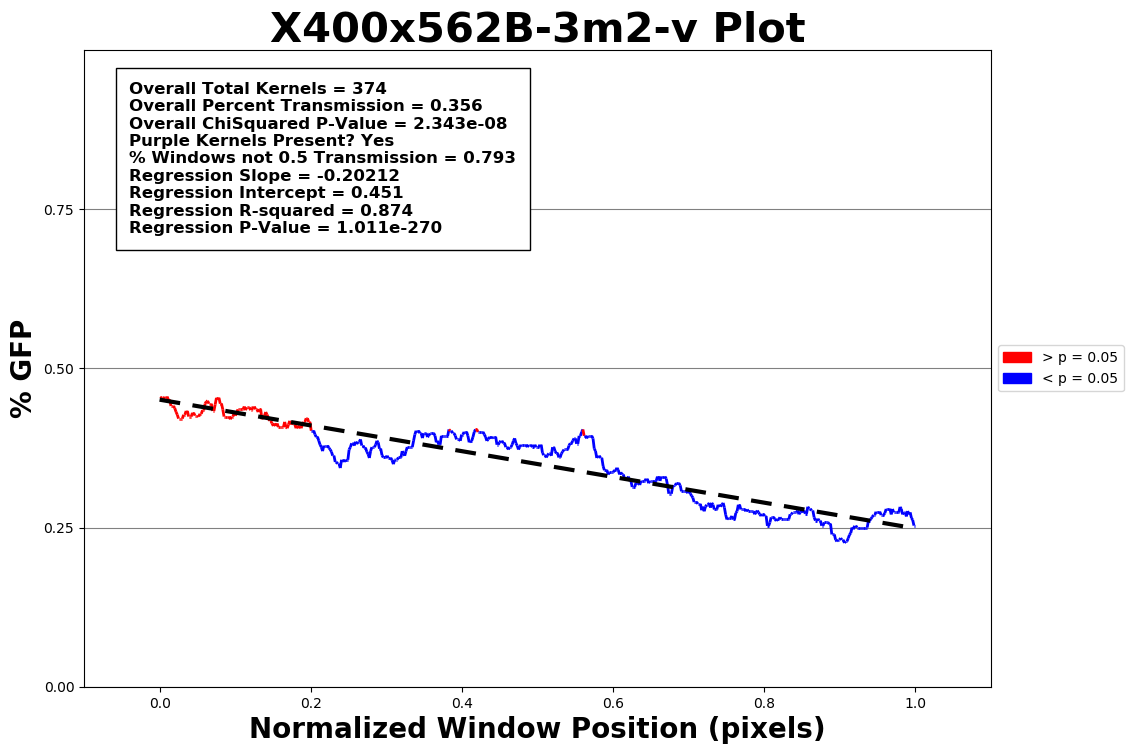 X400x562B-3m2-v Plot
Overall Total Kernels = 374
Overall Percent Transmission = 0.356
Overall ChiSquared P-Value = 2.343e-08
Purple Kernels Present? Yes
% Windows not 0.5 Transmission = 0.793
Regression Slope = -0.20212
Regression Intercept = 0.451
Regression R-squared = 0.874
Regression P-Value = 1.011e-270
0.75
0.50
0.25
0.00
% GFP
> p = 0.05
< p = 0.05
0.0 0.2 0.4 0.6 0.8 1.0
Normalized Window Position (pixels)